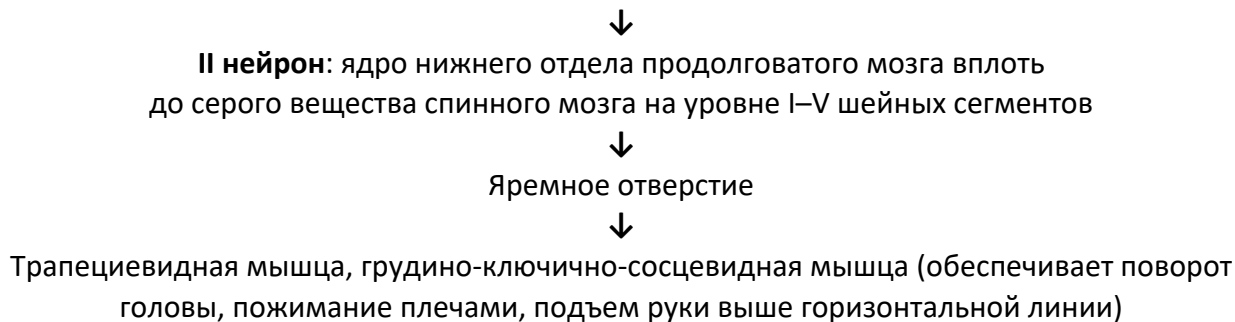 ↓
II нейрон: ядро нижнего отдела продолговатого мозга вплоть
до серого вещества спинного мозга на уровне I–V шейных сегментов
↓
Яремное отверстие
↓
Трапециевидная мышца, грудино-ключично-сосцевидная мышца (обеспечивает поворот
головы, пожимание плечами, подъем руки выше горизонтальной линии)